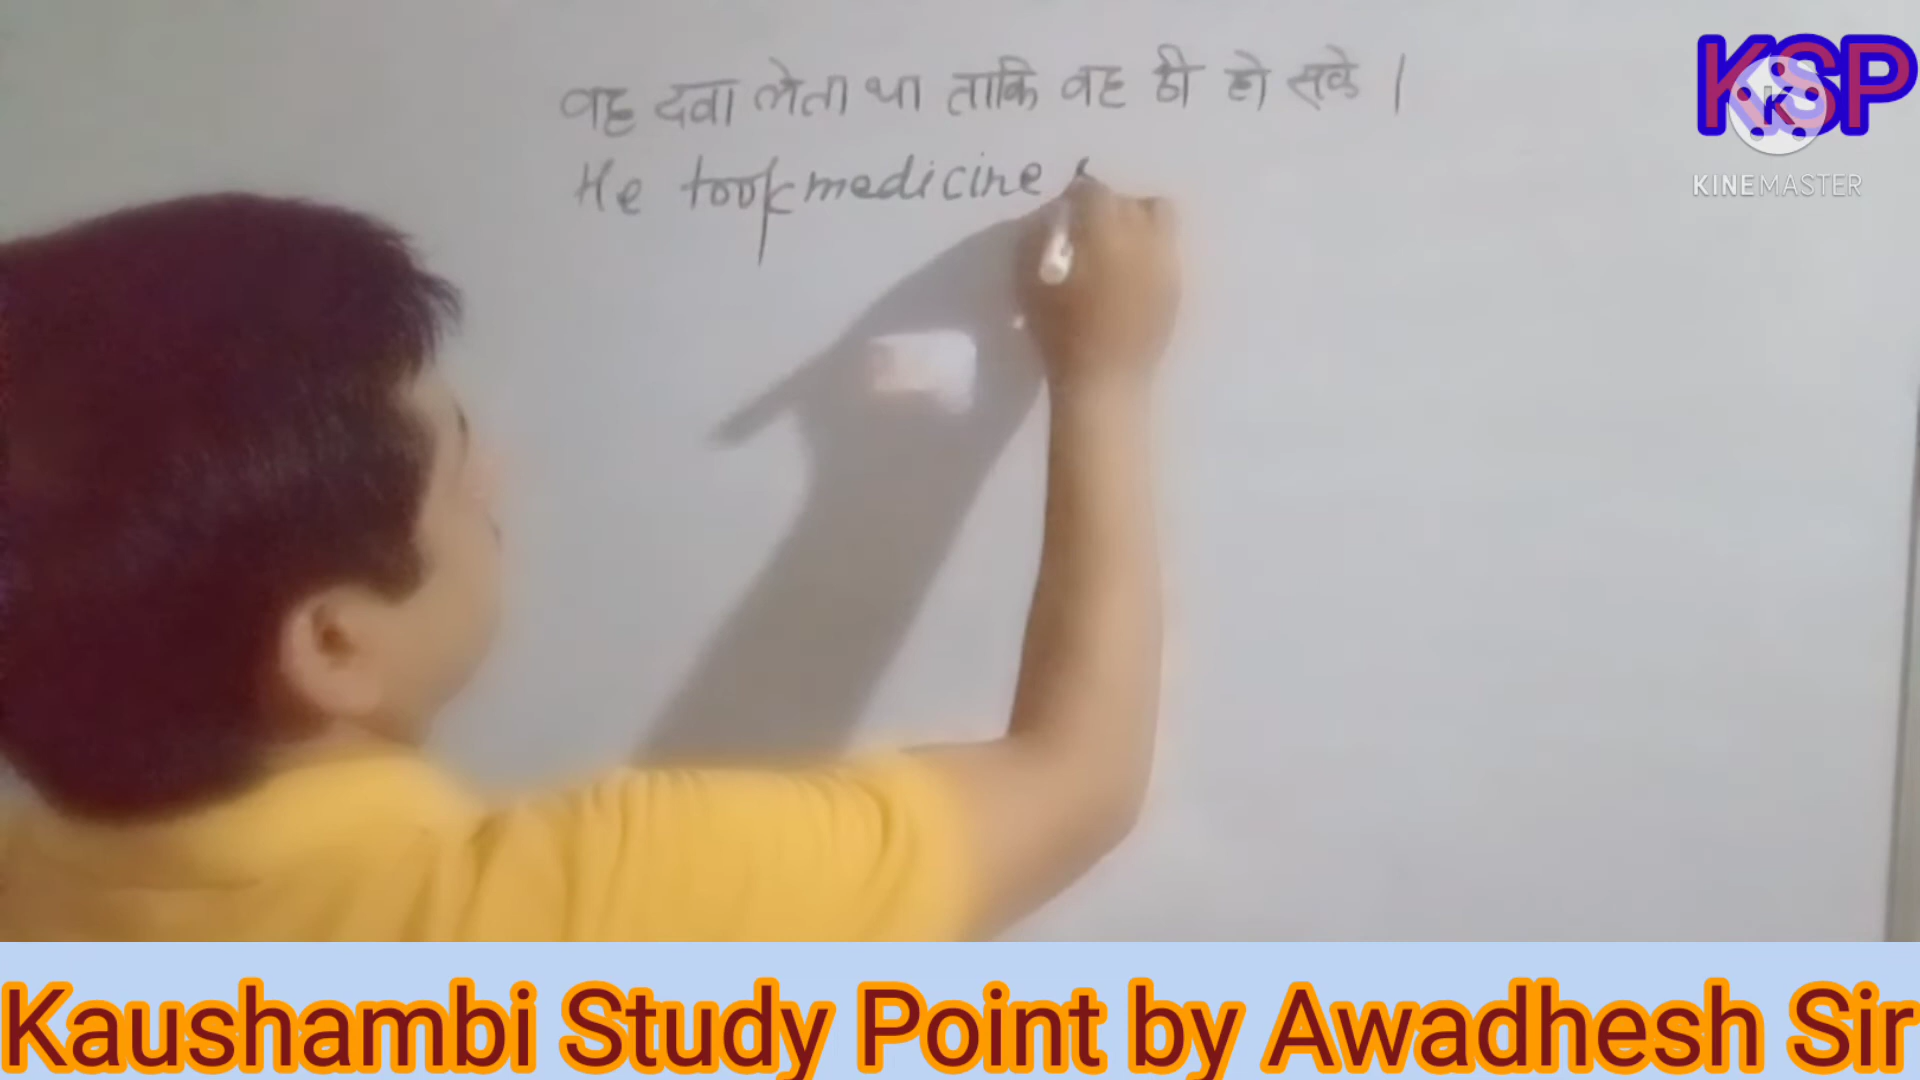 वह दवा लेता था ताकि वह ठी हो सके ।
He took medicine
KSP
K
KINEMASTER
Kaushambi Study Point by Awadhesh Sir